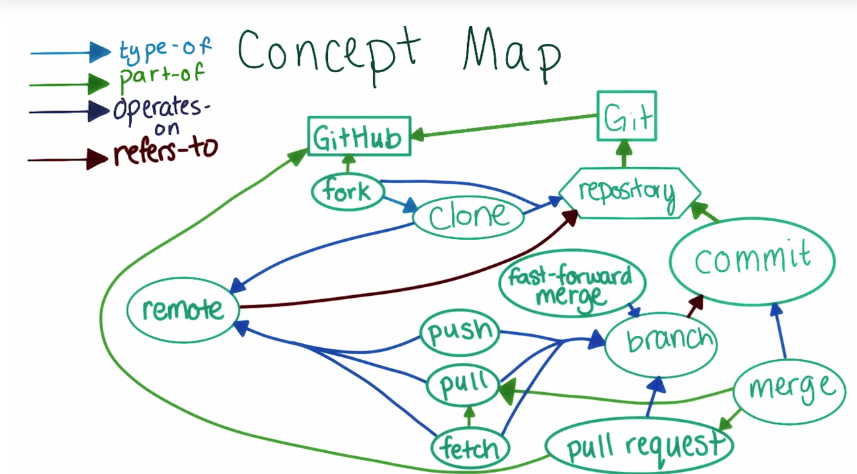 Concept Map
type-of
part-of
operates-
on
refers-to
GitHub
Git
fork
clone
repository
commit
remote
fast-forward
merge
push
branch
pull
merge
fetch
pull request